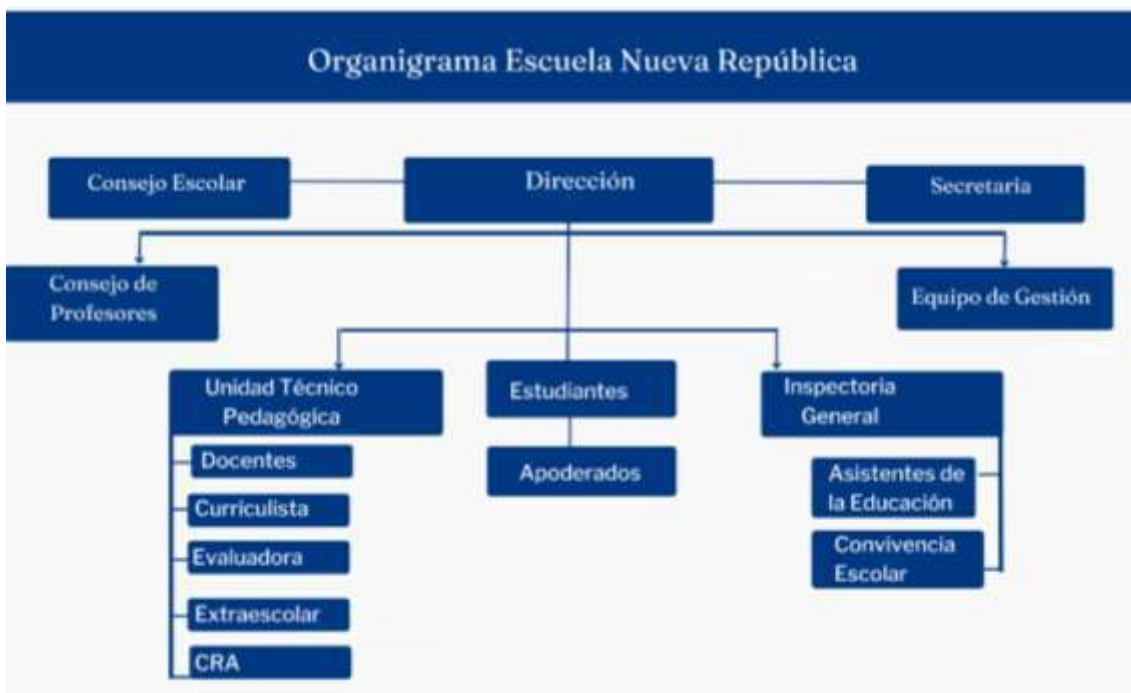 Organigrama Escuela Nueva República
Consejo Escolar
Dirección
Secretaria
Consejo de
Profesores
Equipo de Gestión
Unidad Técnico
Pedagógica
Estudiantes
Inspectoria
General
Docentes
Apoderados
Asistentes de
la Educación
Curriculista
Convivencia
Escolar
Evaluadora
Extraescolar
CRA